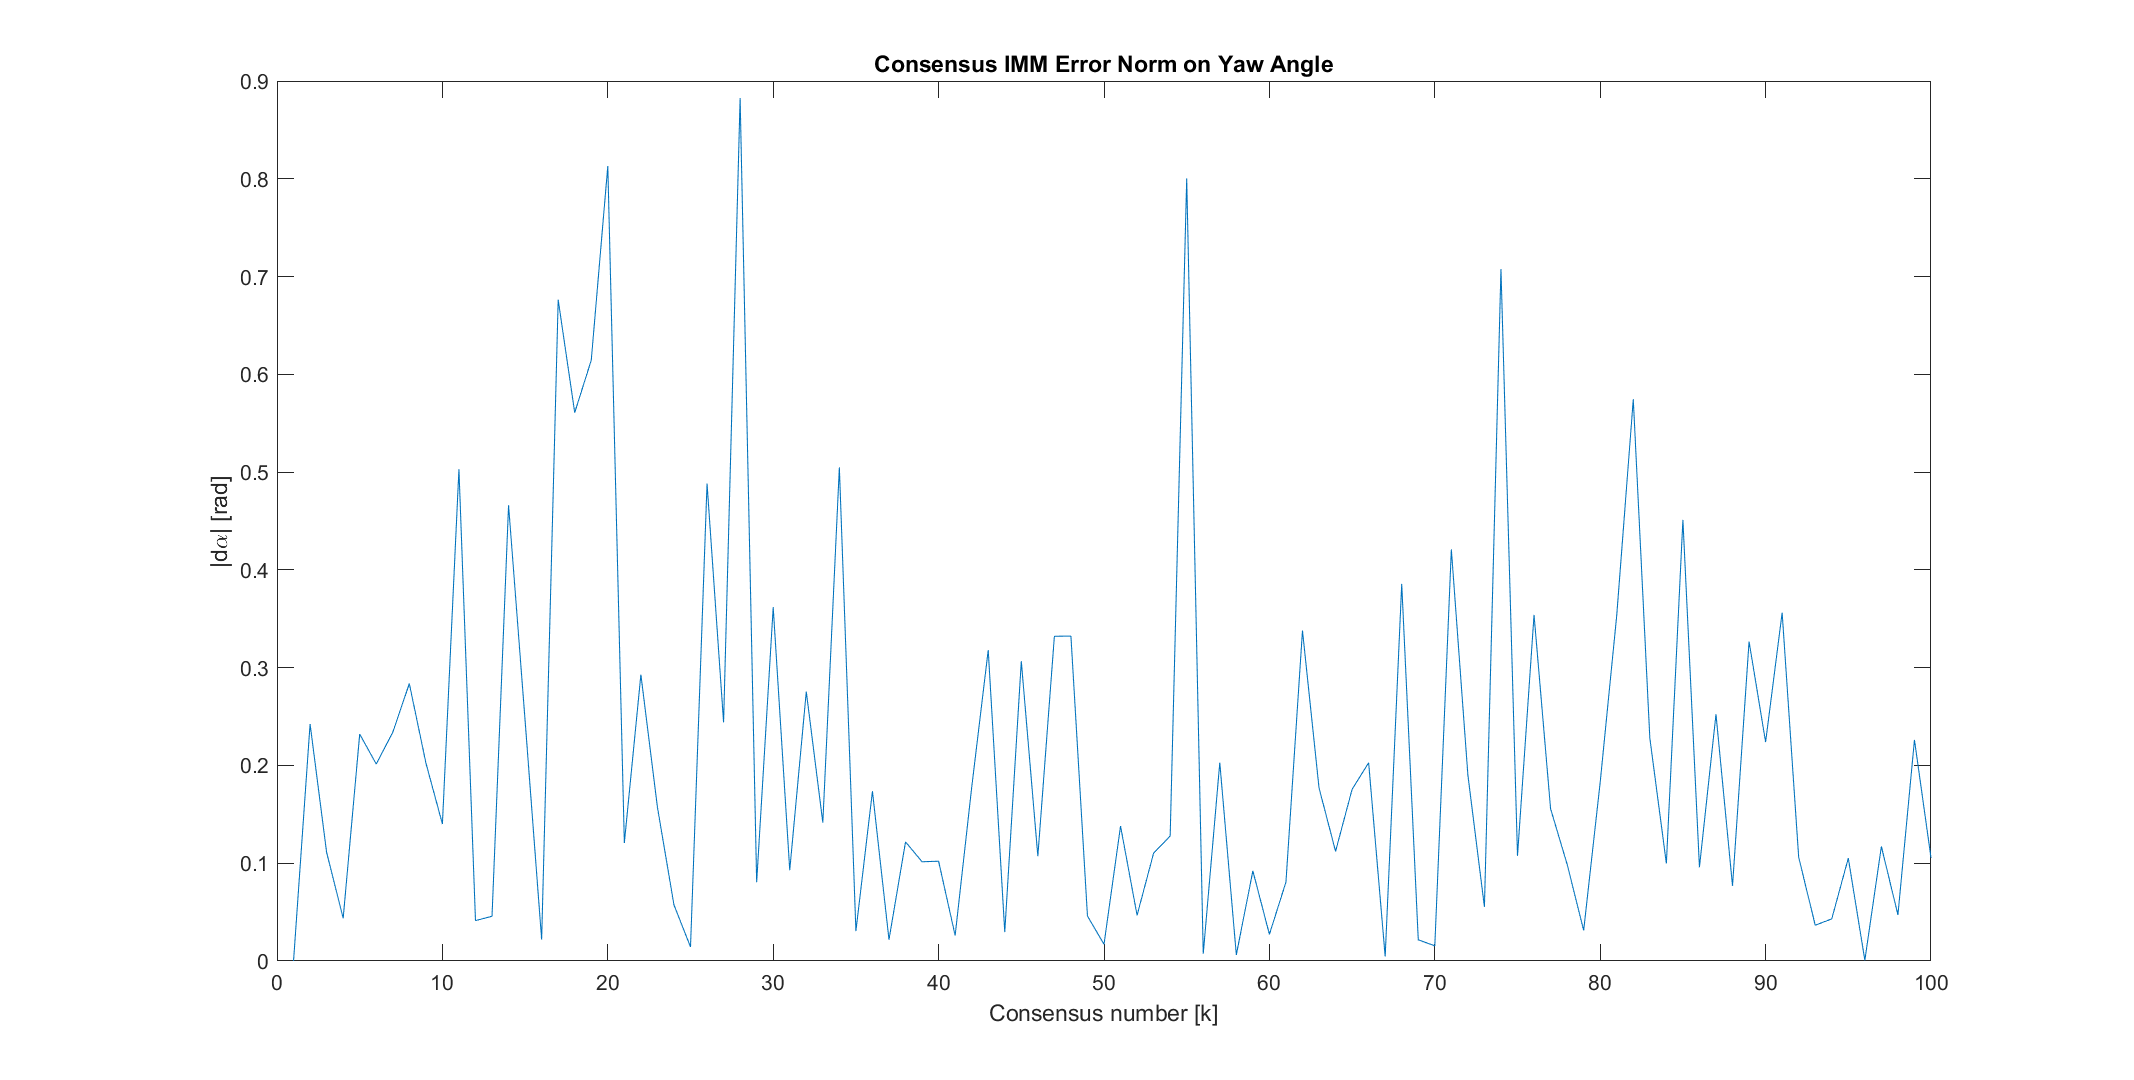 Consensus IMM Error Norm on Yaw Angle
0.9
0.8
0.7
0.6
0.5
0.4
0.3
0.2
0.1
0
|dα| [rad]
0 10 20 30 40 50 60 70 80 90 100
Consensus number [k]